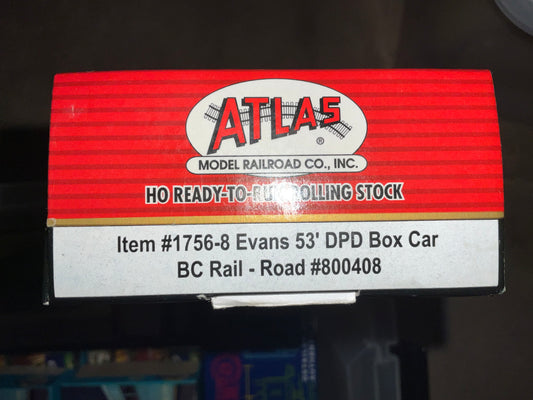 ATLAS ®
MODEL RAILROAD CO., INC.
HO READY-TO-RUN ROLLING STOCK
Item #1756-8 Evans 53' DPD Box Car
BC Rail - Road #800408